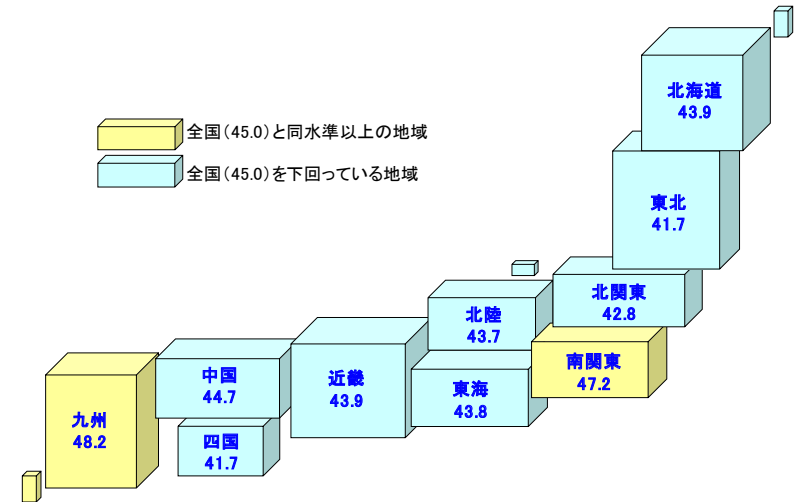 北海道
43.9
全国(45.0)と同水準以上の地域
全国(45.0)を下回っている地域
東北
41.7
北関東
42.8
北陸
43.7
南関東
47.2
中国
44.7
近畿
43.9
東海
43.8
九州
48.2
四国
41.7